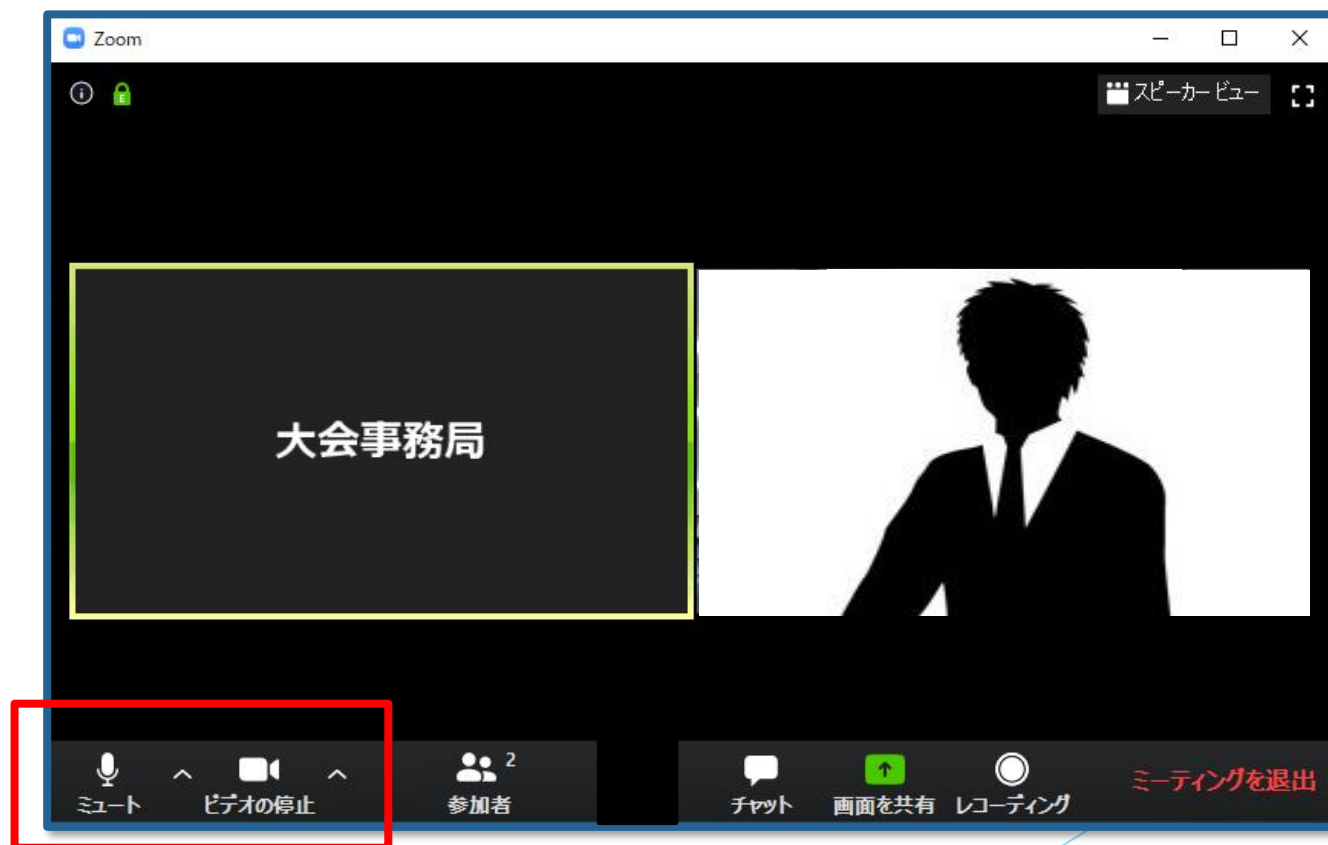 Zoom
スピーカー ビュー
大会事務局
ミュート
ビデオの停止
2
参加者
チャット
画面を共有
レコーディング
ミーティングを退出